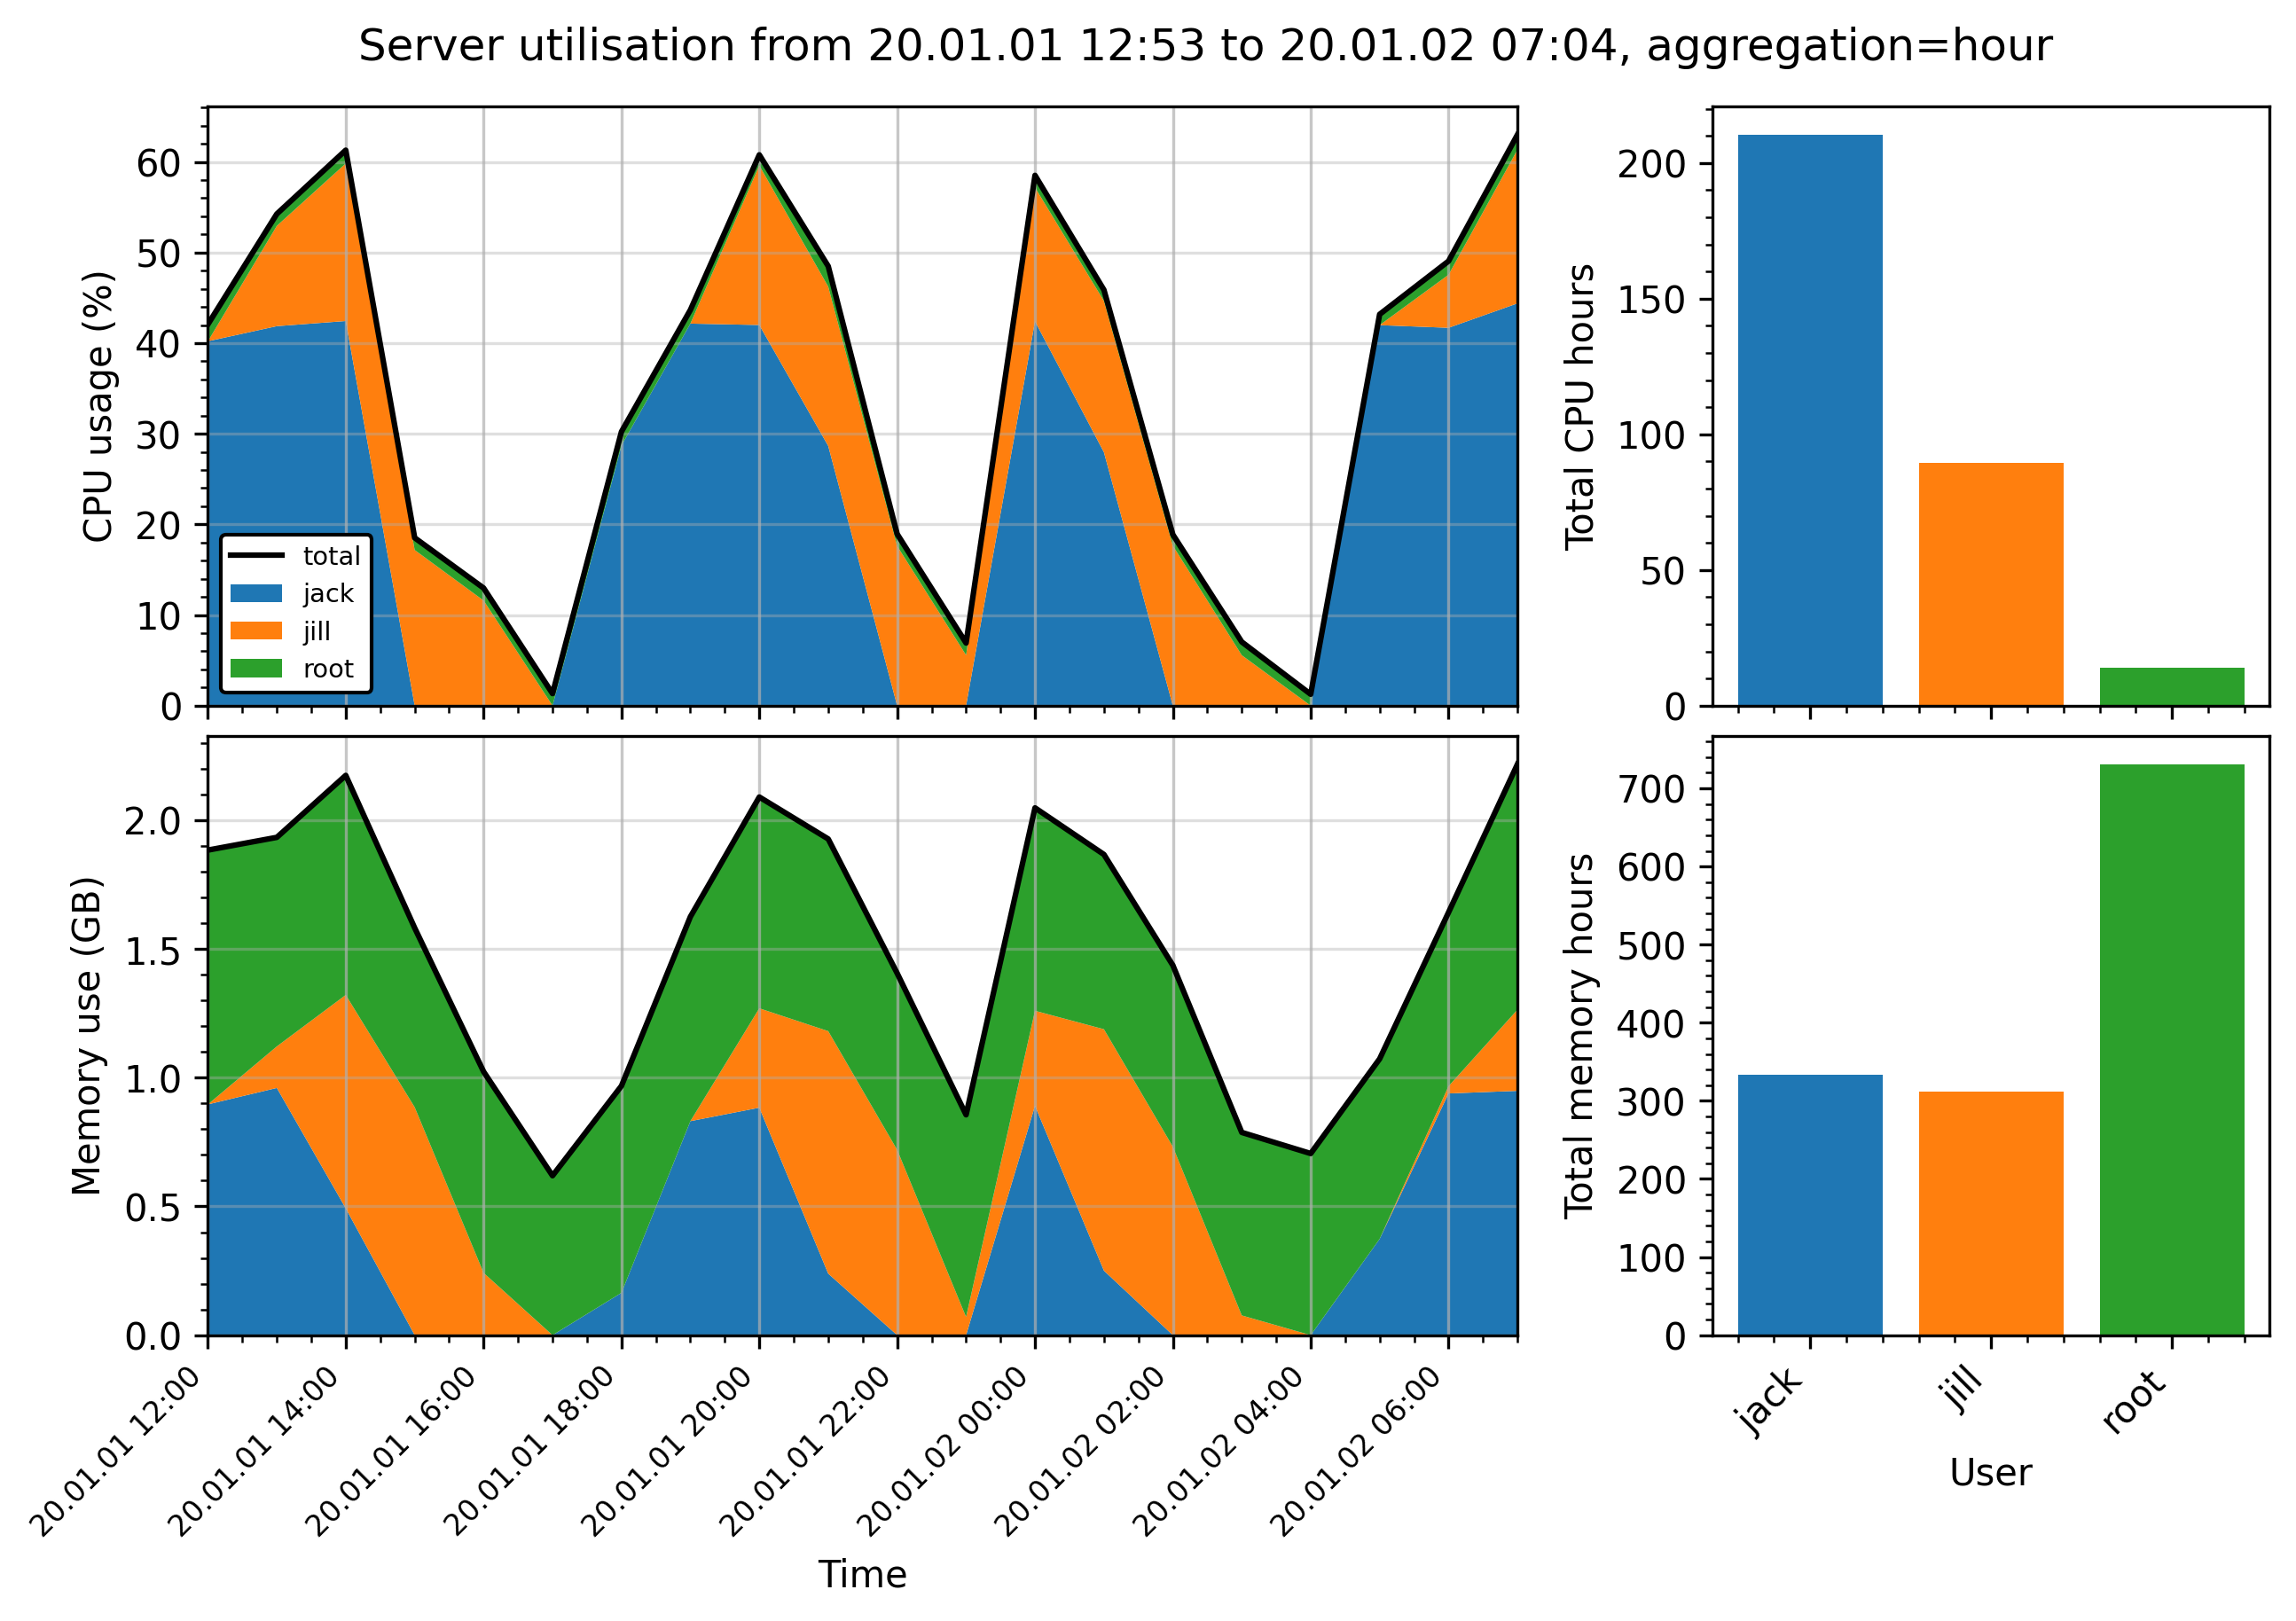 Server utilisation from 20.01.01 12:53 to 20.01.02 07:04, aggregation=hour
CPU usage (%)
60
50
40
30
20
10
0
total
jack
jill
root
Total CPU hours
200
150
100
50
0
Memory use (GB)
2.0
1.5
1.0
0.5
0.0
20.01.01 12:00
20.01.01 14:00
20.01.01 16:00
20.01.01 18:00
20.01.01 20:00
20.01.01 22:00
20.01.02 00:00
20.01.02 02:00
20.01.02 04:00
20.01.02 06:00
Time
Total memory hours
700
600
500
400
300
200
100
0
jack
jill
root
User